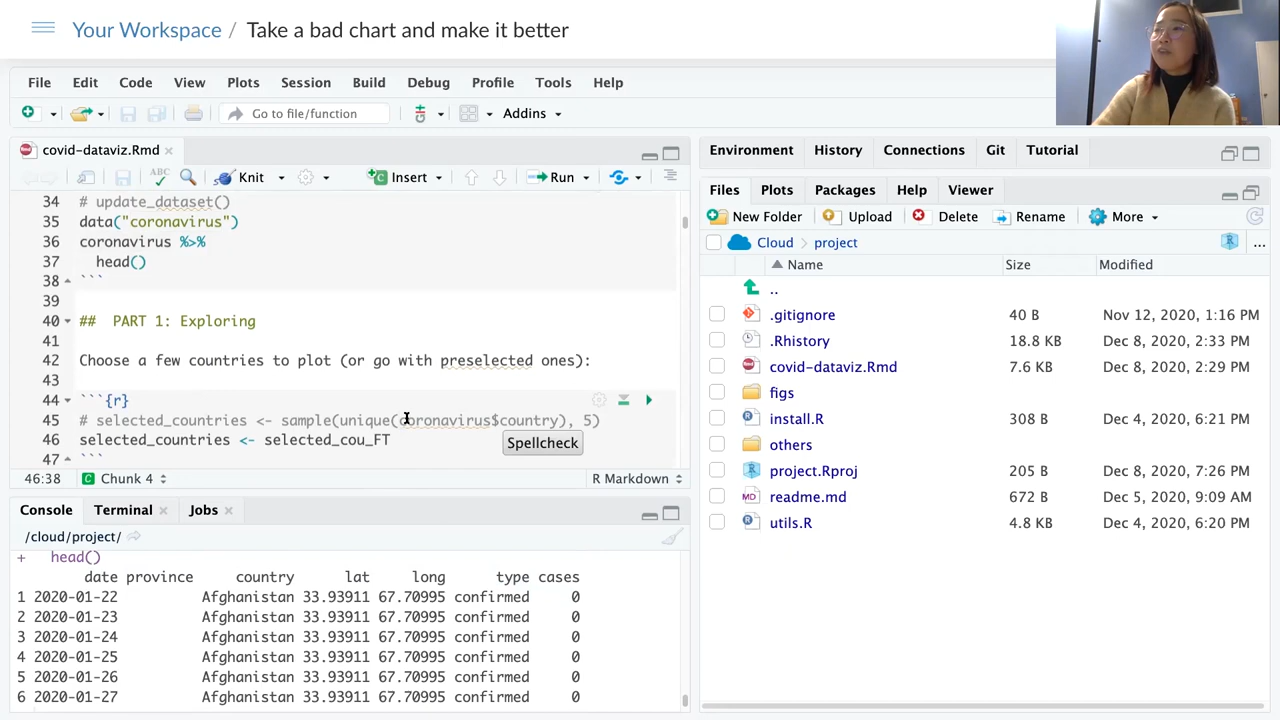 Your Workspace / Take a bad chart and make it better
File Edit Code View Plots Session Build Debug Profile Tools Help
Go to file/function
Addins
covid-dataviz.Rmd
ABC
Knit
Insert
Run
34 # update_dataset()
35 data("coronavirus")
36 coronavirus %>%
37 head()
38 ```
39
40 ## PART 1: Exploring
41
42 Choose a few countries to plot (or go with preselected ones):
43
44 ```{r}
45 # selected_countries <- sample(unique(coronavirus$country), 5)
46 selected_countries <- selected_cou_FT
Spellcheck
47 ```
46:38 Chunk 4 R Markdown
Console Terminal Jobs
/cloud/project/
+ head()
date province country lat long type cases
1 2020-01-22 Afghanistan 33.93911 67.70995 confirmed 0
2 2020-01-23 Afghanistan 33.93911 67.70995 confirmed 0
3 2020-01-24 Afghanistan 33.93911 67.70995 confirmed 0
4 2020-01-25 Afghanistan 33.93911 67.70995 confirmed 0
5 2020-01-26 Afghanistan 33.93911 67.70995 confirmed 0
6 2020-01-27 Afghanistan 33.93911 67.70995 confirmed 0
Environment History Connections Git Tutorial
Files Plots Packages Help Viewer
New Folder Upload Delete Rename More
Cloud project ...
Name Size Modified
..
.gitignore 40 B Nov 12, 2020, 1:16 PM
.Rhistory 18.8 KB Dec 8, 2020, 2:33 PM
covid-dataviz.Rmd 7.6 KB Dec 8, 2020, 2:29 PM
figs
install.R 308 B Dec 4, 2020, 6:21 PM
others
project.Rproj 205 B Dec 8, 2020, 7:26 PM
MD readme.md 672 B Dec 5, 2020, 9:09 AM
utils.R 4.8 KB Dec 4, 2020, 6:20 PM